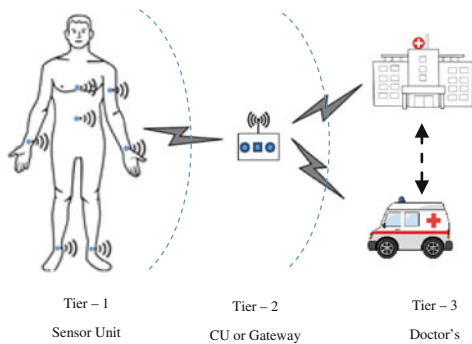 Tier – 1
Tier – 2
Tier – 3
Sensor Unit
CU or Gateway
Doctor's